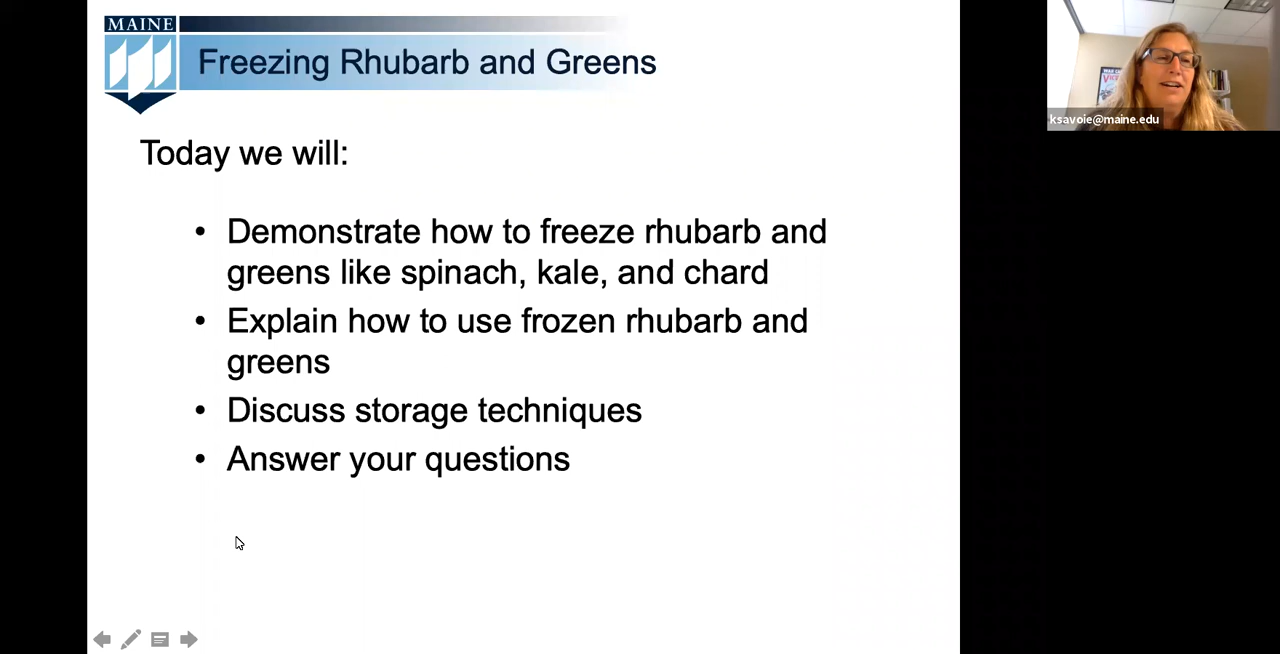 MAINE
Freezing Rhubarb and Greens
Today we will:
• Demonstrate how to freeze rhubarb and
greens like spinach, kale, and chard
• Explain how to use frozen rhubarb and
greens
• Discuss storage techniques
• Answer your questions
ksavoie@maine.edu